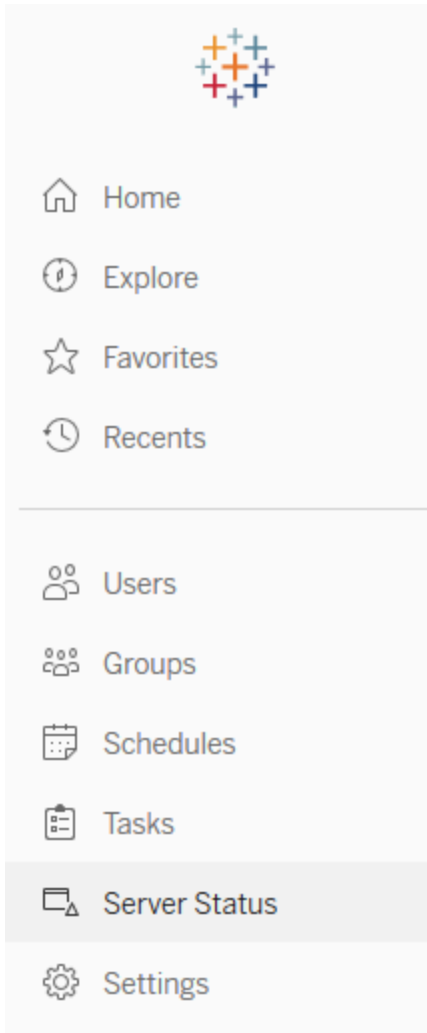 Home
Explore
Favorites
Recents
Users
Groups
Schedules
Tasks
Server Status
Settings